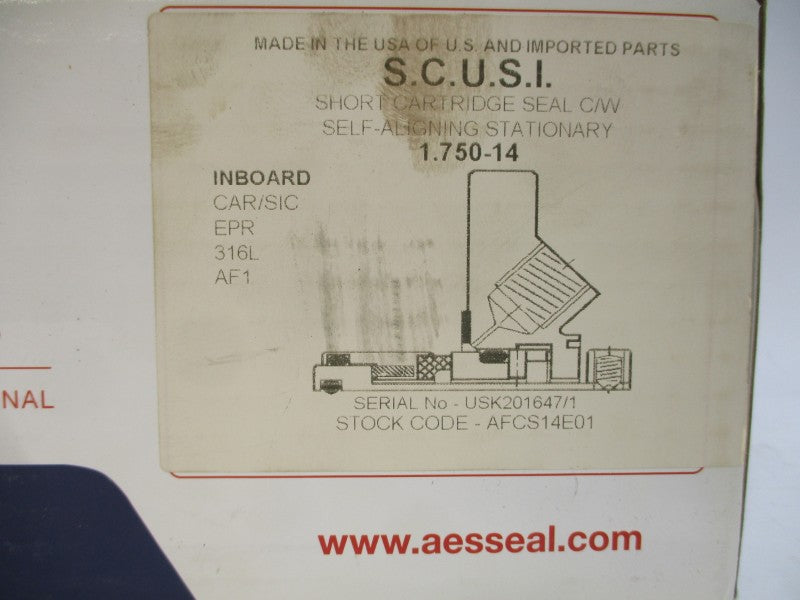 MADE IN THE USA OF U.S. AND IMPORTED PARTS
S.C.U.S.I.
SHORT CARTRIDGE SEAL C/W
SELF-ALIGNING STATIONARY
1.750-14
INBOARD
CAR/SIC
EPR
316L
AF1
SERIAL No - USK201647/1
STOCK CODE - AFCS14E01
NAL
www.aesseal.com